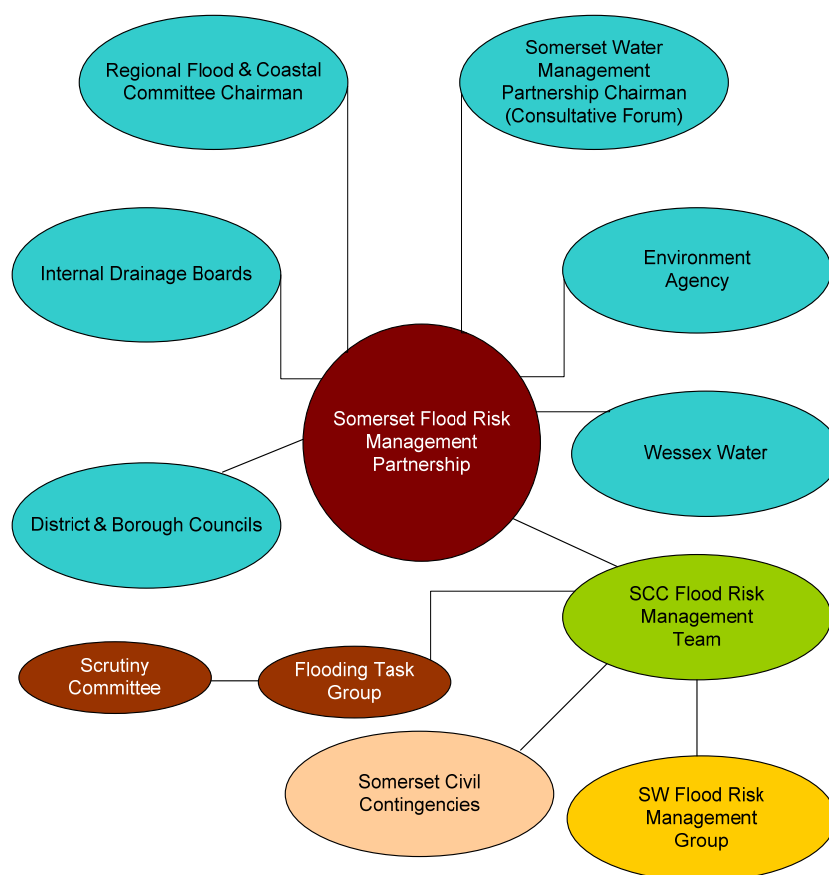 Regional Flood & Coastal
Committee Chairman
Somerset Water
Management
Partnership Chairman
(Consultative Forum)
Internal Drainage Boards
Environment
Agency
Somerset Flood Risk
Management
Partnership
Wessex Water
District & Borough Councils
SCC Flood Risk
Management
Team
Scrutiny
Committee
Flooding Task
Group
Somerset Civil
Contingencies
SW Flood Risk
Management
Group